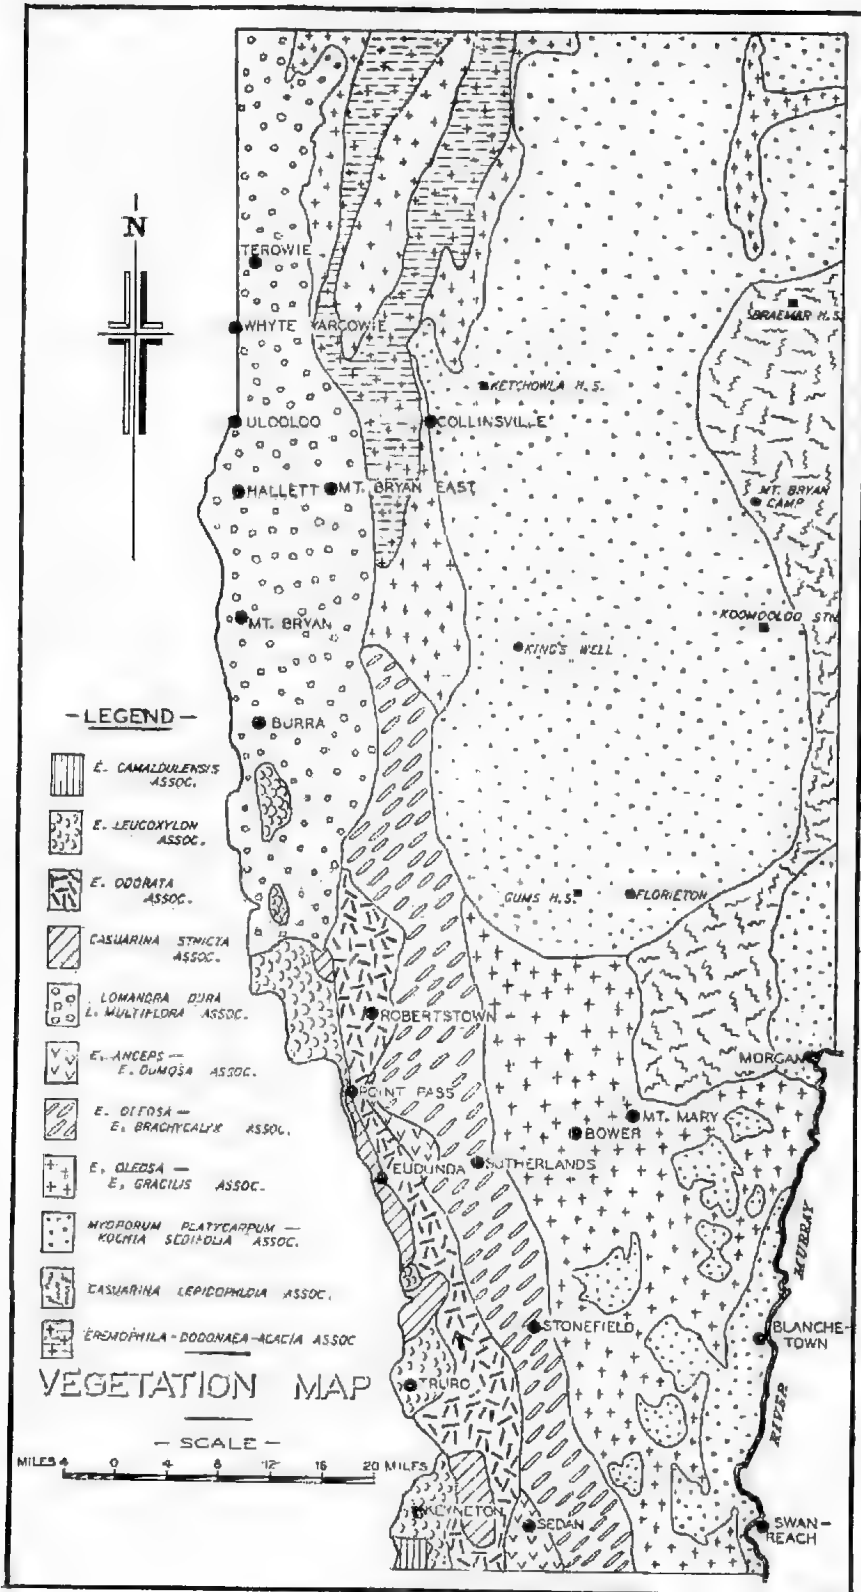 N
TEROWIE
WHYTE YARCOWIE
BRAEMAR H.S.
KETCHOWLA H.S.
ULOOLOO
COLLINSVILLE
HALLETT
MT. BRYAN EAST
MT. BRYAN
CAMP
MT. BRYAN
KOOMOOLOO STN.
KING'S WELL
BURRA
GUMS H.S.
FLORIETON
ROBERTSTOWN
MORGAN
POINT PASS
MT. MARY
BOWER
EUDUNDA
SUTHERLANDS
MURRAY
RIVER
STONEFIELD
BLANCHE-
TOWN
TRURO
KEYNETON
SEDAN
SWAN-
REACH
- LEGEND -
E. CAMALDULENSIS
ASSOC.
E. LEUCOXYLON
ASSOC.
E. ODORATA
ASSOC.
CASUARINA STRICTA
ASSOC.
LOMANDRA DURA
L. MULTIFLORA ASSOC.
E. ANCEPS -
E. DUMOSA ASSOC.
E. OLEOSA -
E. BRACHYCALYX ASSOC.
E. OLEOSA -
E. GRACILIS ASSOC.
MYOPORUM PLATYCARPUM -
KOCHIA SEDIFOLIA ASSOC.
CASUARINA LEPIDOPHLOIA ASSOC.
EREMOPHILA-DODONAEA-ACACIA ASSOC
VEGETATION MAP
- SCALE -
MILES 4 0 4 8 12 16 20 MILES